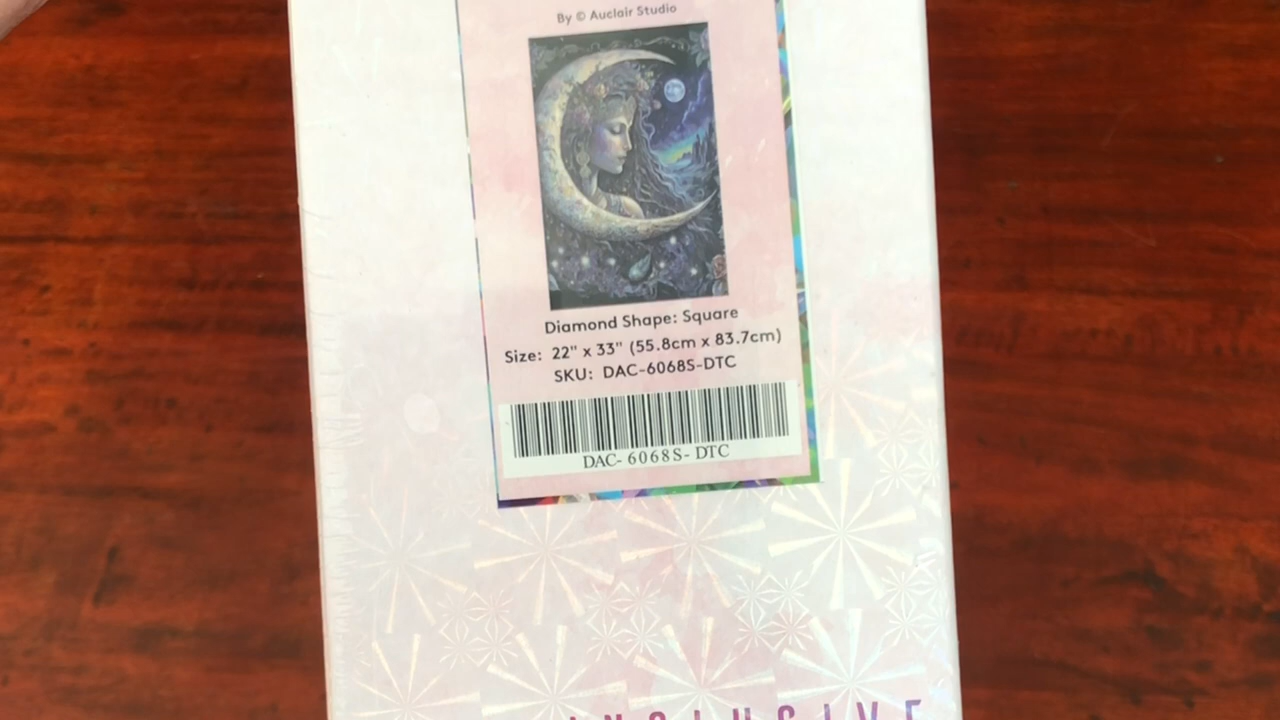 By © Auclair Studio
Diamond Shape: Square
Size: 22" x 33" (55.8cm x 83.7cm)
SKU: DAC-6068S-DTC
DAC- 6068S- DTC